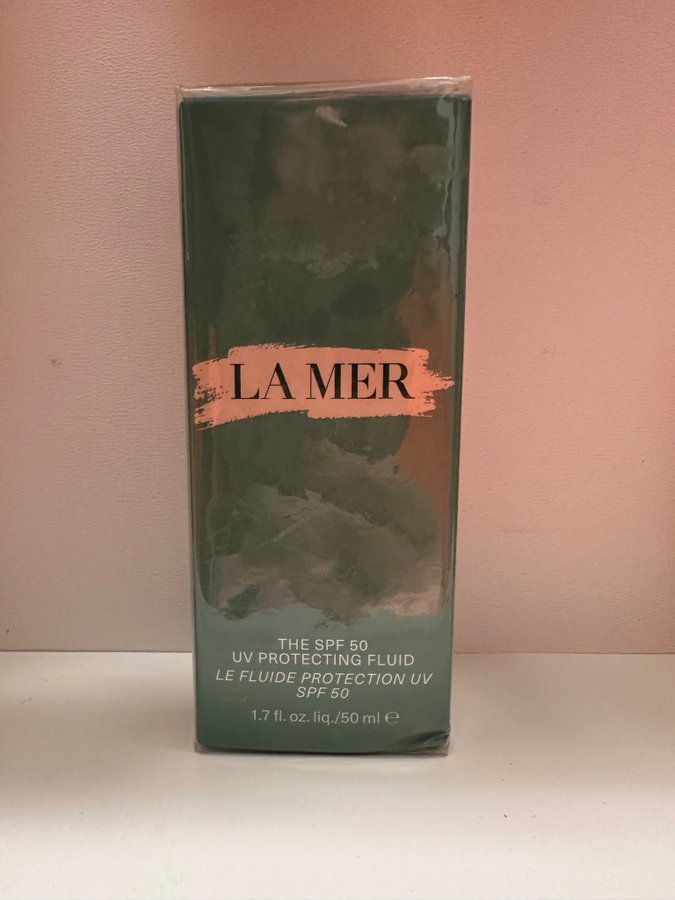 LA MER
THE SPF 50
UV PROTECTING FLUID
LE FLUIDE PROTECTION UV
SPF 50
1.7 fl. oz. liq./50 ml ℮